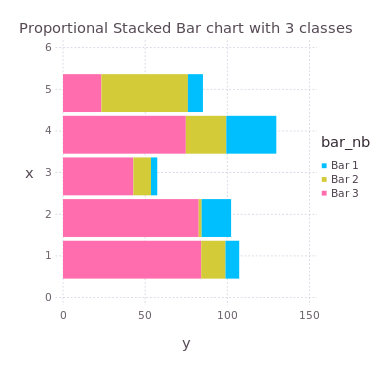 Proportional Stacked Bar chart with 3 classes
6
5
4
3
2
1
0
x
bar_nb
Bar 1
Bar 2
Bar 3
0 50 100 150
y